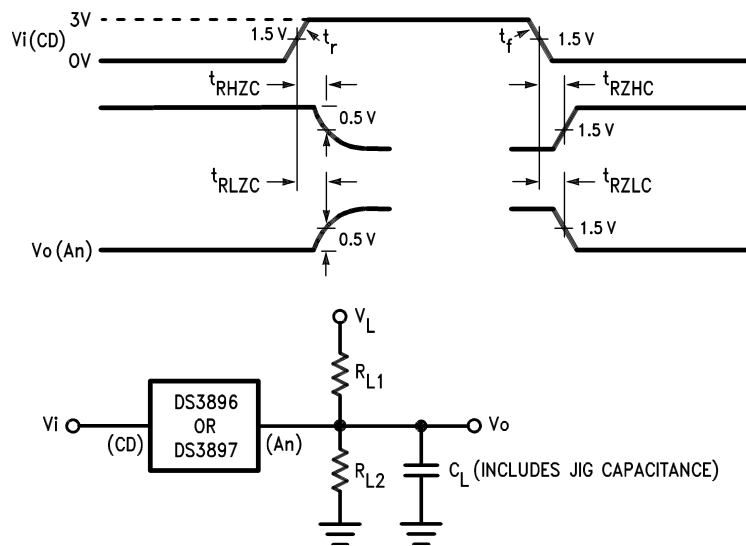 3V
Vi(CD)
1.5 V
tr
tf
1.5 V
0V
tRHZC
tRZHC
0.5 V
1.5 V
tRLZC
tRZLC
0.5 V
1.5 V
Vo(An)
VL
RL1
DS3896
OR
DS3897
Vi
(CD)
(An)
Vo
RL2
CL (INCLUDES JIG CAPACITANCE)